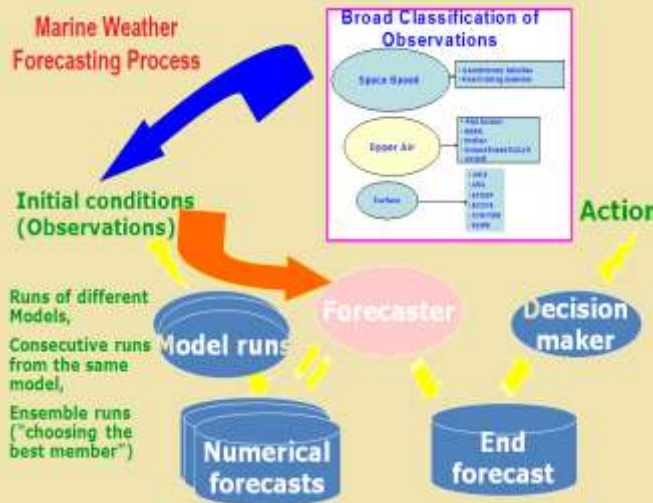 Marine Weather
Forecasting Process
Broad Classification of
Observations
Space Based
Upper Air
Surface
Initial conditions
(Observations)
Action
Runs of different
Models,
Consecutive runs
from the same
model,
Ensemble runs
("choosing the
best member")
Model runs
Forecaster
Decision
maker
Numerical
forecasts
End
forecast